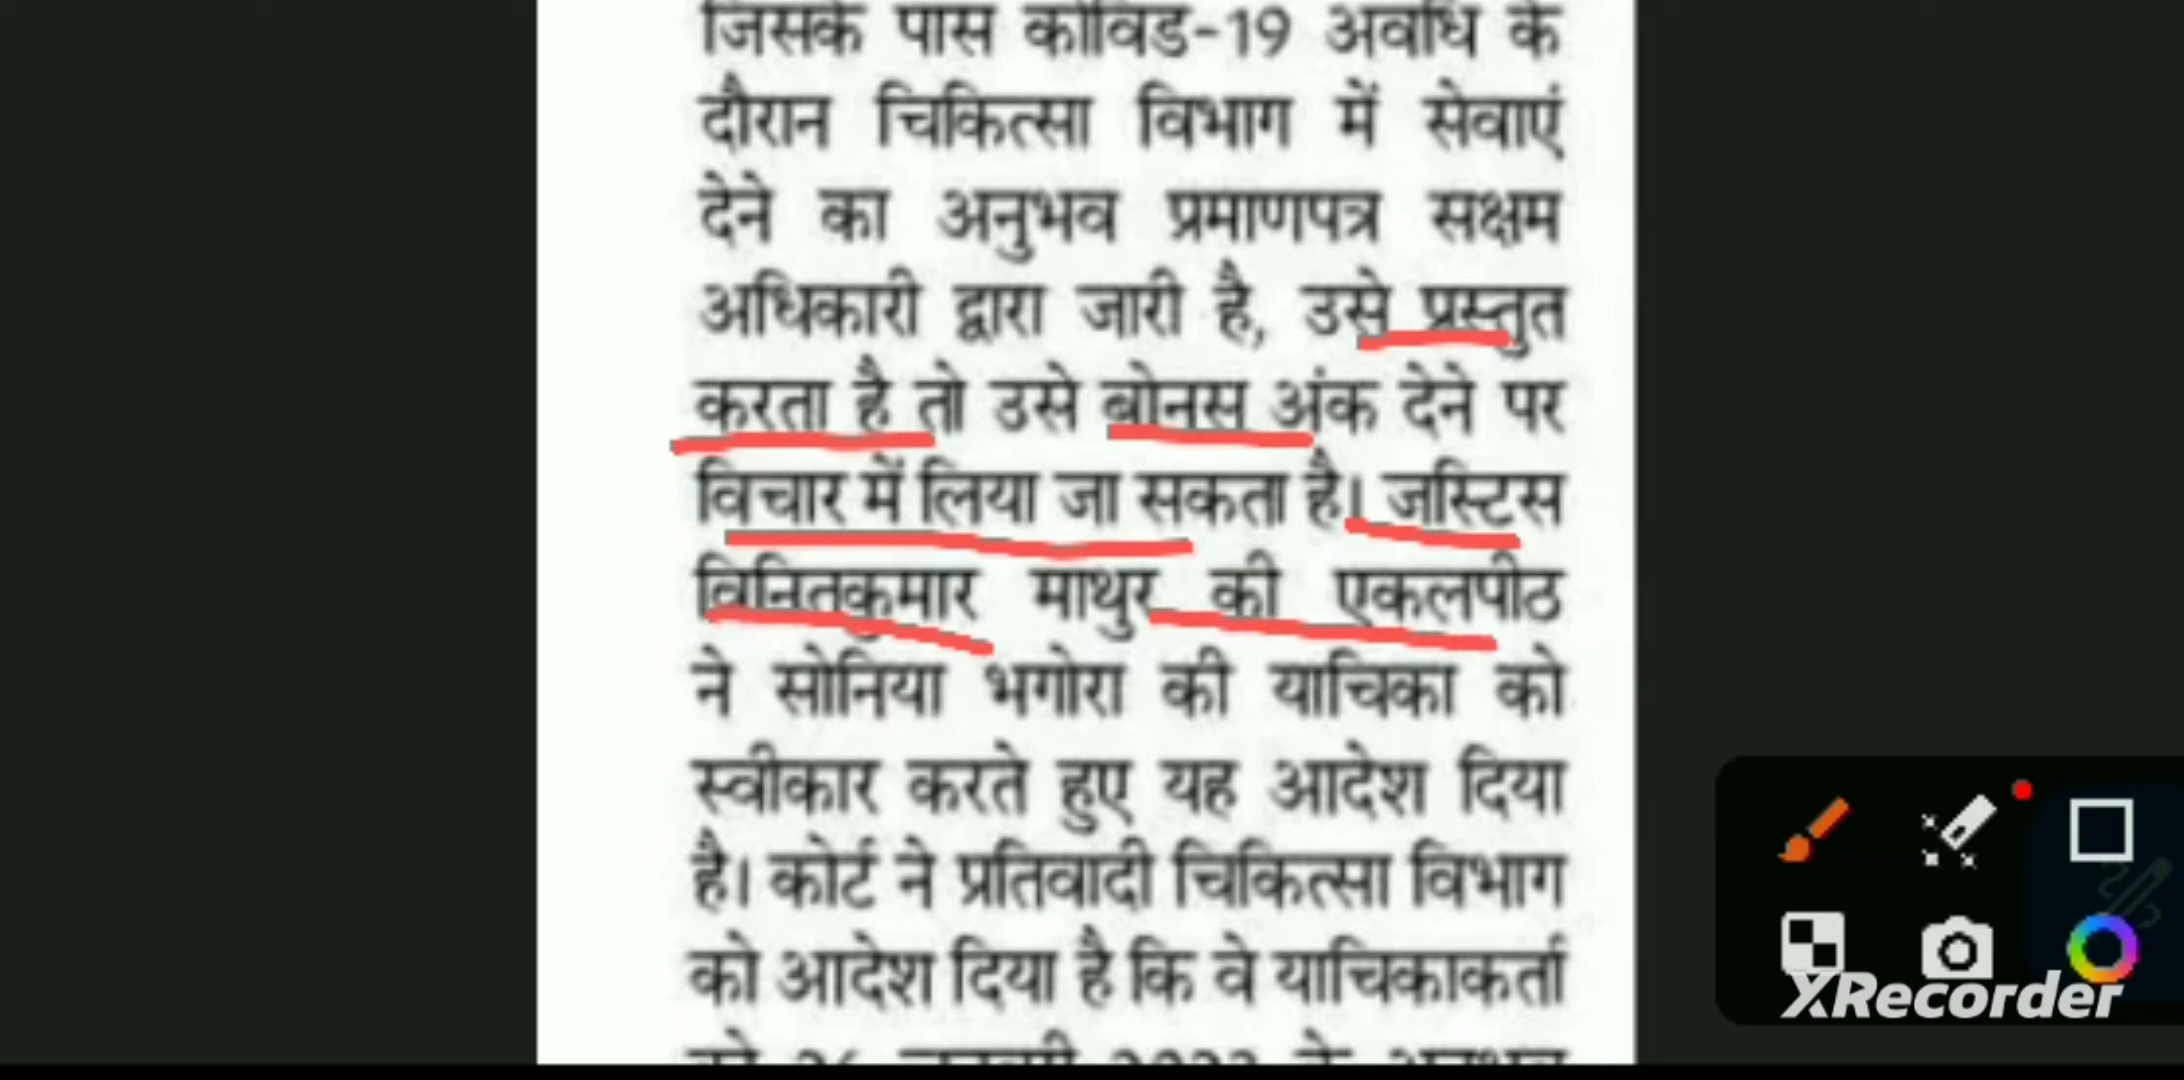 जिसके पास कोविड-19 अवधि के
दौरान चिकित्सा विभाग में सेवाएं
देने का अनुभव प्रमाणपत्र सक्षम
अधिकारी द्वारा जारी है, उसे प्रस्तुत
करता है तो उसे बोनस अंक देने पर
विचार में लिया जा सकता है। जस्टिस
विनितकुमार माथुर की एकलपीठ
ने सोनिया भगोरा की याचिका को
स्वीकार करते हुए यह आदेश दिया
है। कोर्ट ने प्रतिवादी चिकित्सा विभाग
को आदेश दिया है कि वे याचिकाकर्ता
XRecorder